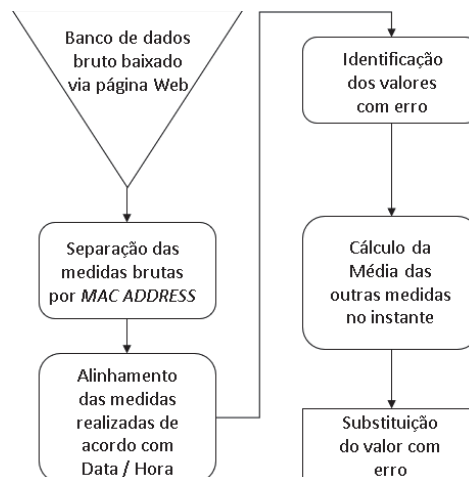 Banco de dados
bruto baixado
via página Web
Separação das
medidas brutas
por MAC ADDRESS
Alinhamento
das medidas
realizadas de
acordo com
Data / Hora
Identificação
dos valores
com erro
Cálculo da
Média das
outras medidas
no instante
Substituição
do valor com
erro